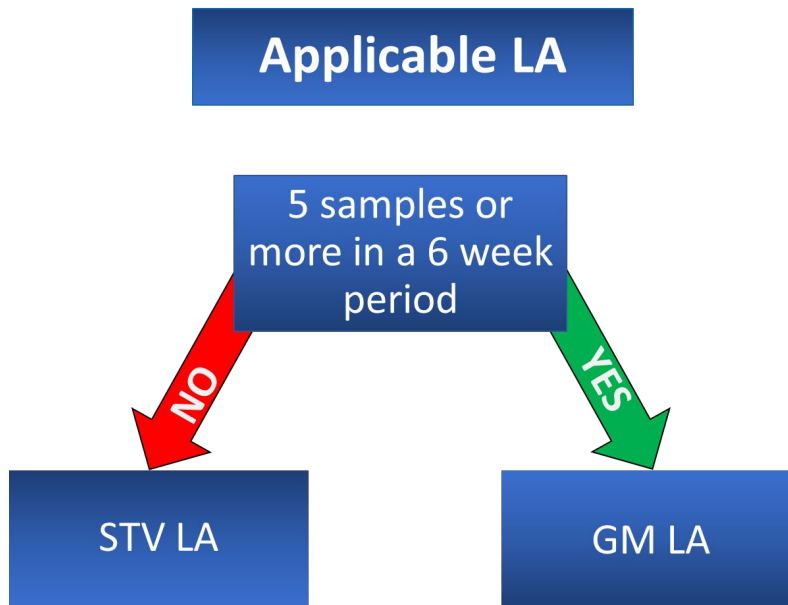 Applicable LA
5 samples or
more in a 6 week
period
NO
YES
STV LA
GM LA